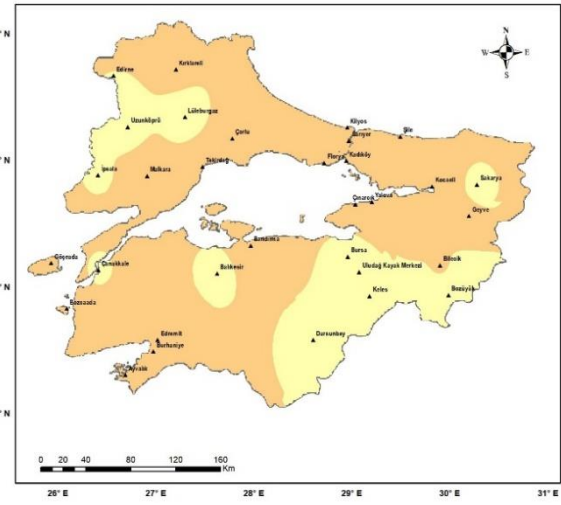 N
W E
S
° N
Kırklareli
Edirne
Lüleburgaz
Uzunköprü
Çorlu
Kilyos
Sarıyer
Şile
° N
Florya
Kadıköy
Tekirdağ
İpsala
Malkara
Kocaeli
Sakarya
Çınarcık
Yalova
Geyve
Bandırma
Gökçeada
Çanakkale
Balıkesir
Bursa
Uludağ Kayak Merkezi
Bilecik
° N
Keles
Bozüyük
Bozcaada
Edremit
Burhaniye
Dursunbey
Ayvalık
° N
0 20 40 80 120 160
Km
26° E 27° E 28° E 29° E 30° E 31° E